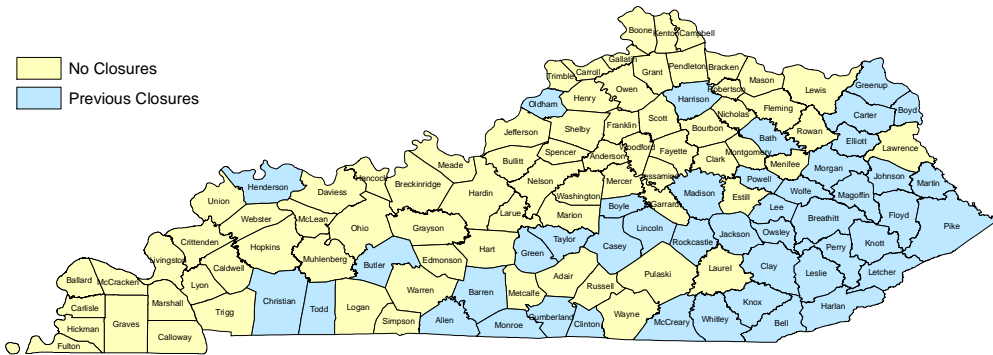 No Closures
Previous Closures
Boone
Kenton
Campbell
Gallatin
Trimble
Carroll
Grant
Pendleton
Bracken
Mason
Lewis
Greenup
Boyd
Carter
Oldham
Henry
Owen
Harrison
Robertson
Fleming
Nicholas
Rowan
Elliott
Lawrence
Jefferson
Shelby
Franklin
Scott
Bourbon
Bath
Woodford
Fayette
Clark
Montgomery
Menifee
Morgan
Johnson
Martin
Bullitt
Spencer
Anderson
Meade
Hancock
Breckinridge
Hardin
Nelson
Washington
Mercer
Jessamine
Madison
Powell
Wolfe
Magoffin
Floyd
Pike
Henderson
Daviess
Union
Webster
McLean
Ohio
Grayson
Larue
Marion
Boyle
Garrard
Estill
Lee
Breathitt
Crittenden
Hopkins
Muhlenberg
Butler
Edmonson
Hart
Green
Taylor
Casey
Lincoln
Rockcastle
Jackson
Owsley
Perry
Knott
Letcher
Livingston
Caldwell
Lyon
Ballard
McCracken
Carlisle
Marshall
Trigg
Christian
Todd
Logan
Warren
Barren
Metcalfe
Adair
Russell
Pulaski
Laurel
Clay
Leslie
Harlan
Hickman
Graves
Calloway
Fulton
Simpson
Allen
Monroe
Cumberland
Clinton
Wayne
McCreary
Whitley
Knox
Bell